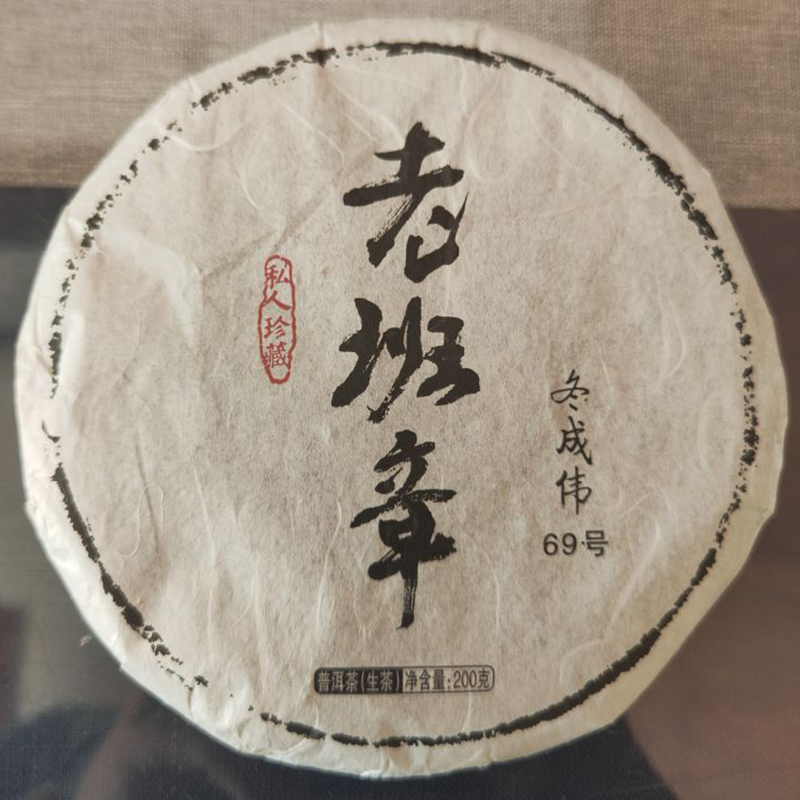 老班章
私人珍藏
冬成伟
69号
普洱茶(生茶) 净含量:200克